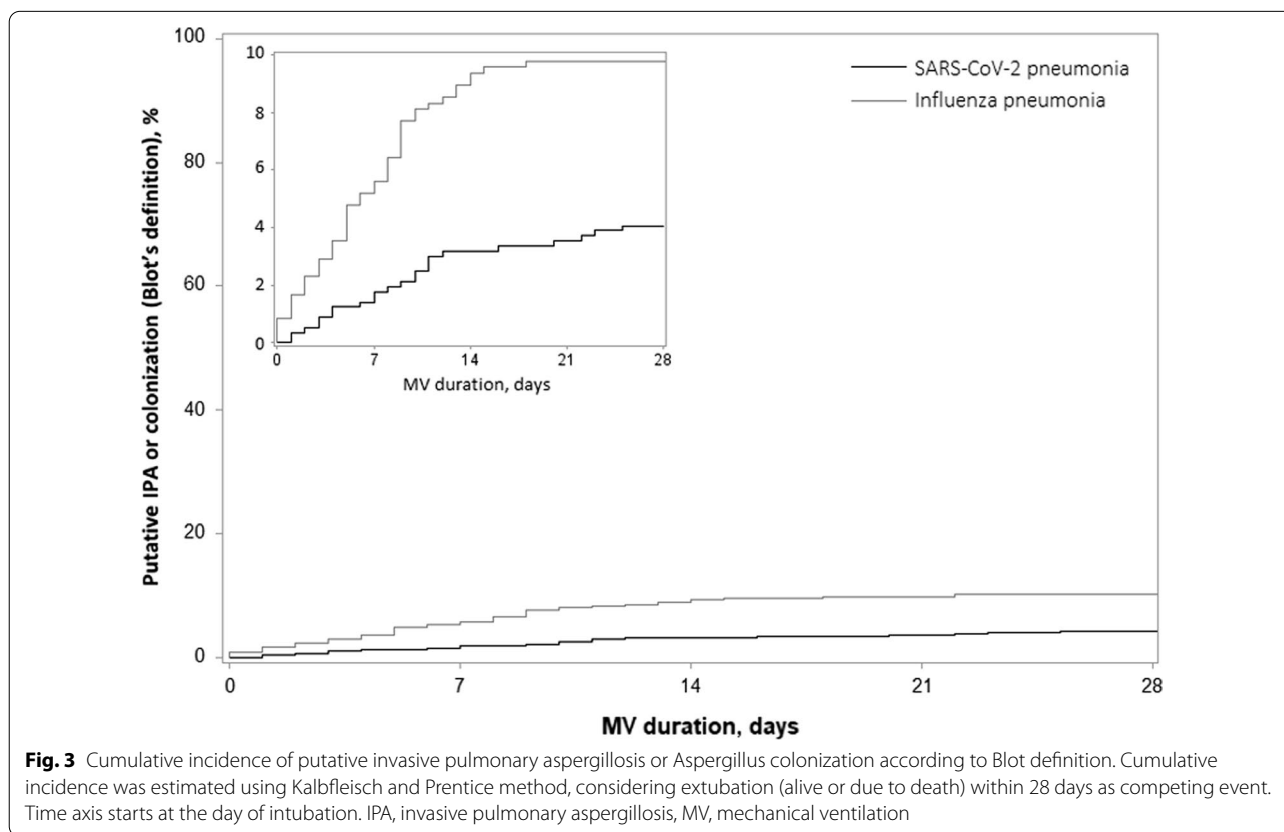 100
80
60
40
20
0
Putative IPA or colonization (Blot's definition), %
10
8
6
4
2
0
0 7 14 21 28
MV duration, days
SARS-CoV-2 pneumonia
Influenza pneumonia
0 7 14 21 28
MV duration, days
Fig. 3 Cumulative incidence of putative invasive pulmonary aspergillosis or Aspergillus colonization according to Blot definition. Cumulative
incidence was estimated using Kalbfleisch and Prentice method, considering extubation (alive or due to death) within 28 days as competing event.
Time axis starts at the day of intubation. IPA, invasive pulmonary aspergillosis, MV, mechanical ventilation